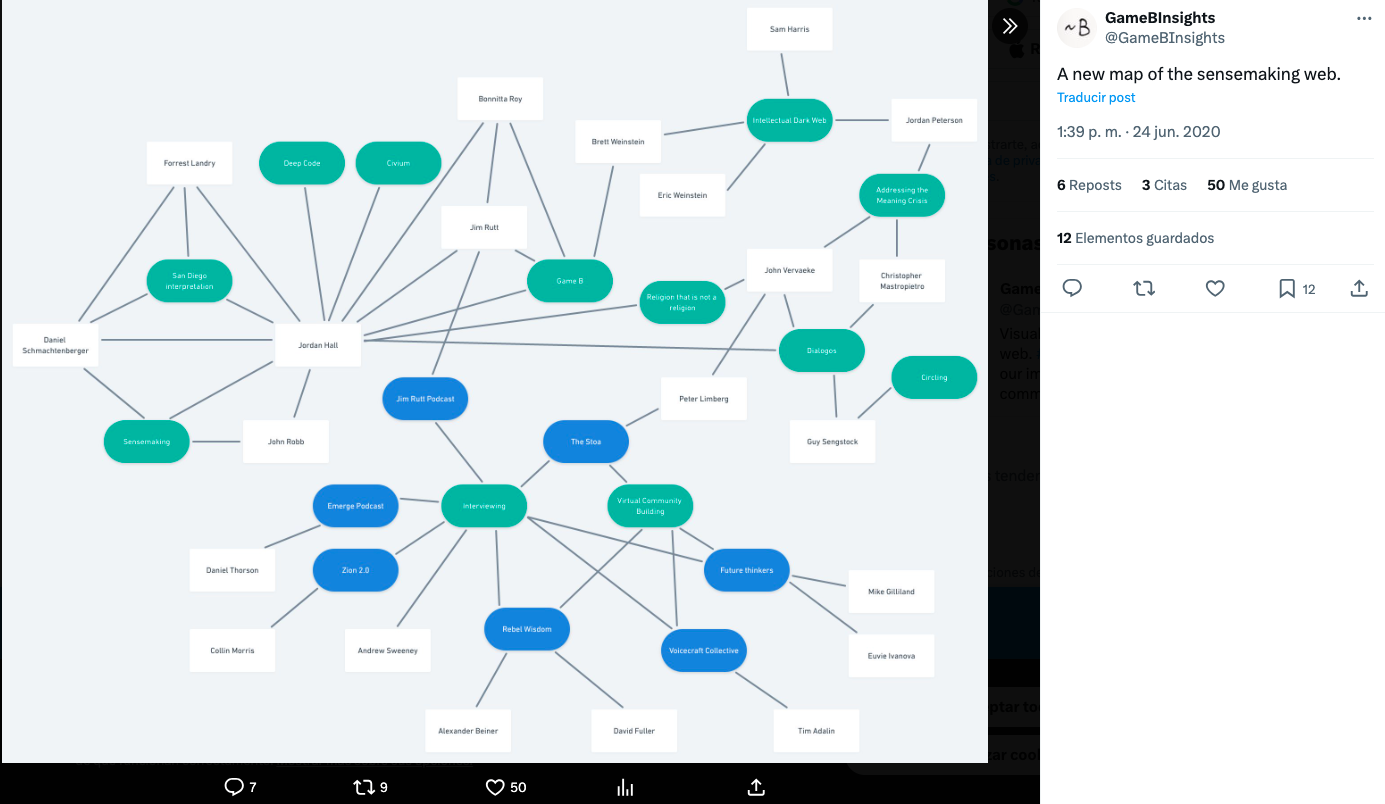 Sam Harris
Bonnitta Roy
Intellectual Dark Web
Jordan Peterson
Brett Weinstein
Forrest Landry
Deep Code
Civium
Eric Weinstein
Addressing the
Meaning Crisis
Jim Rutt
San Diego
interpretation
Game B
John Vervaeke
Christopher
Mastropietro
Religion that is not a
religion
Daniel
Schmachtenberger
Jordan Hall
Dialogos
Circling
Jim Rutt Podcast
Peter Limberg
Sensemaking
John Robb
The Stoa
Guy Sengstock
Emerge Podcast
Interviewing
Virtual Community
Building
Daniel Thorson
Zion 2.0
Future thinkers
Mike Gilliland
Rebel Wisdom
Collin Morris
Andrew Sweeney
Voicecraft Collective
Euvie Ivanova
Alexander Beiner
David Fuller
Tim Adalin
7
9
50
GameBInsights
@GameBInsights
A new map of the sensemaking web.
Traducir post
1:39 p. m. · 24 jun. 2020
6 Reposts 3 Citas 50 Me gusta
12 Elementos guardados
12